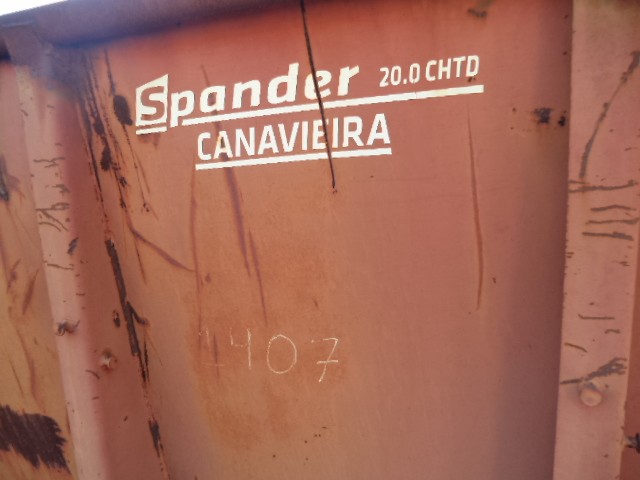 Spander 20.0 CHTD
CANAVIEIRA
1407